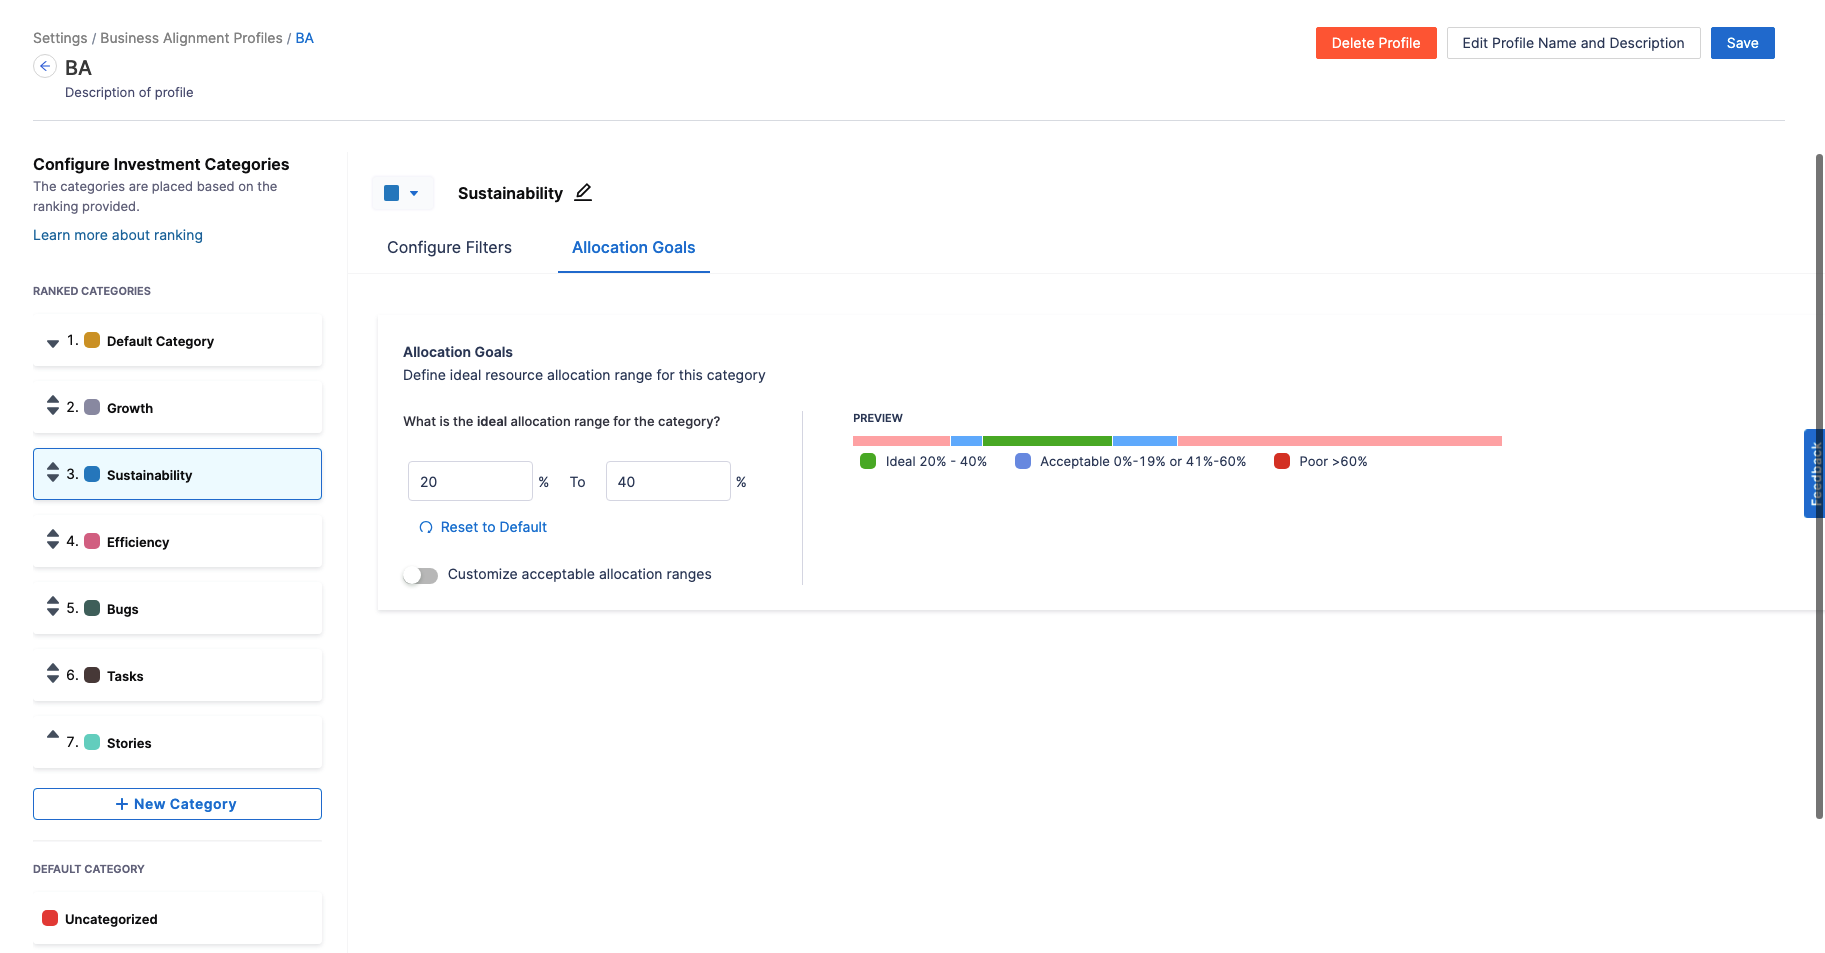 Settings / Business Alignment Profiles / BA
Delete Profile
Edit Profile Name and Description
Save
BA
Description of profile
Configure Investment Categories
The categories are placed based on the
ranking provided.
Learn more about ranking
RANKED CATEGORIES
1. Default Category
2. Growth
3. Sustainability
4. Efficiency
5. Bugs
6. Tasks
7. Stories
+ New Category
DEFAULT CATEGORY
Uncategorized
Sustainability
Configure Filters
Allocation Goals
Allocation Goals
Define ideal resource allocation range for this category
What is the ideal allocation range for the category?
20 % To 40 %
Reset to Default
Customize acceptable allocation ranges
PREVIEW
Ideal 20% - 40% Acceptable 0%-19% or 41%-60% Poor >60%
Feedback